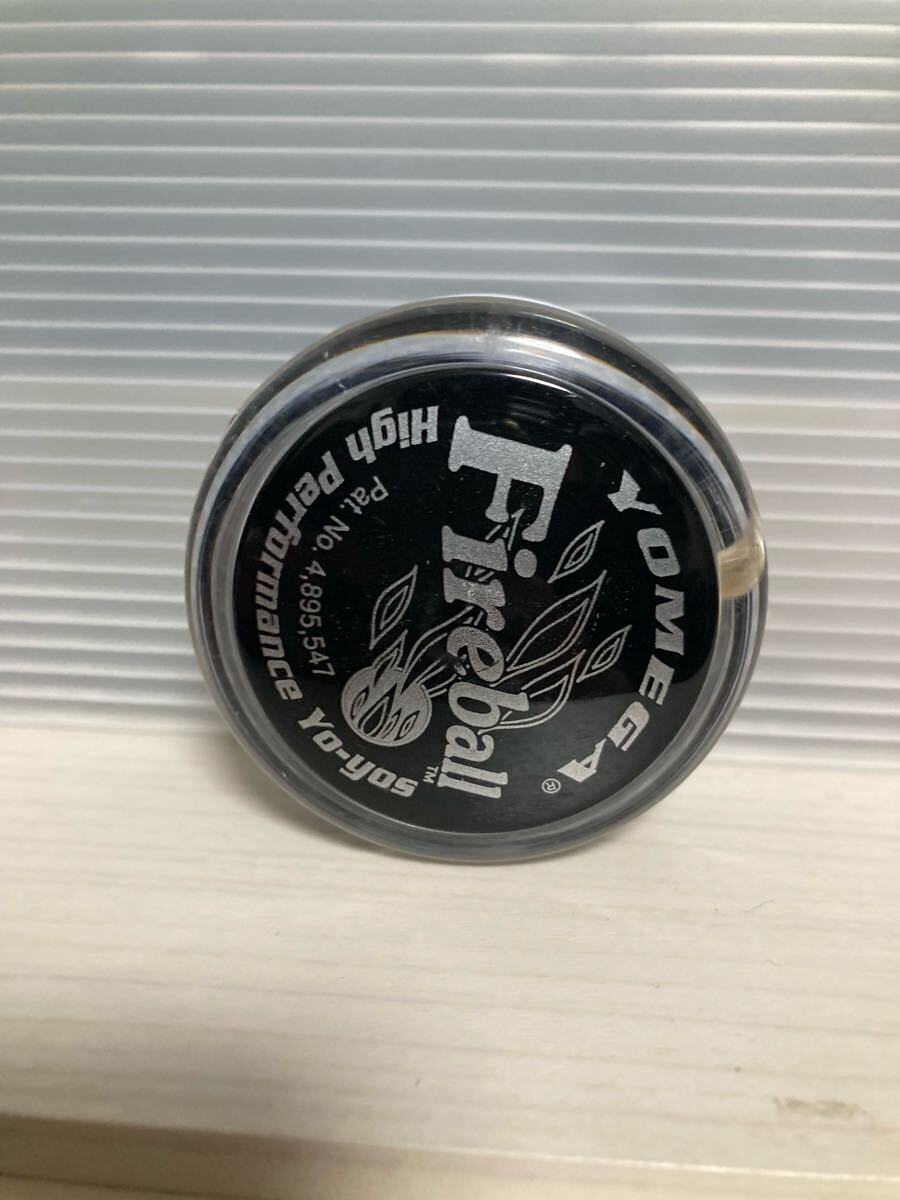 YOMEGA®
Fireball™
Pat. No. 4,895,547
High Performance Yo-yos